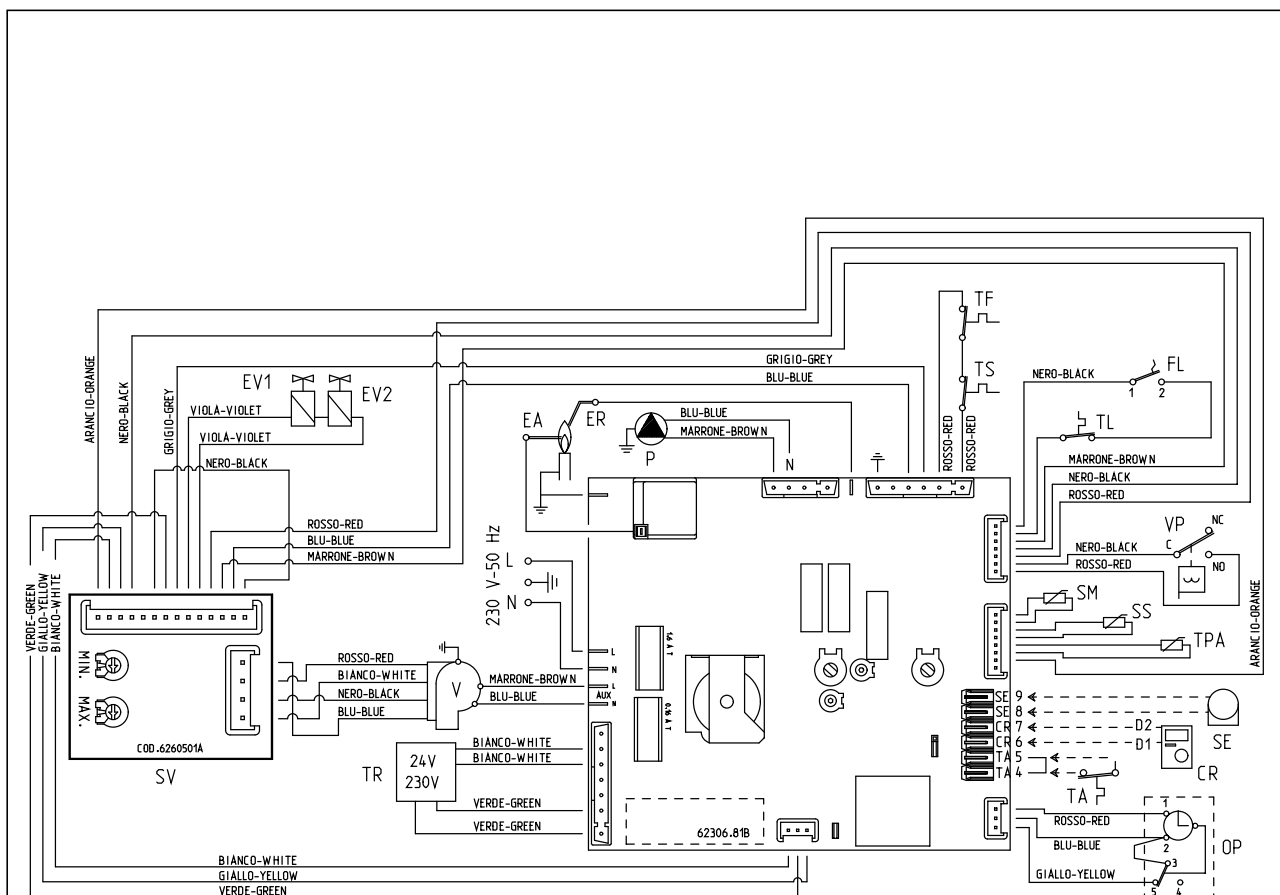 TF
GRIGIO-GREY
TS
BLU-BLUE
NERO-BLACK
FL
1 2
ARANCIO-ORANGE
NERO-BLACK
GRIGIO-GREY
EV1
EV2
VIOLA-VIOLET
VIOLA-VIOLET
NERO-BLACK
EA
ER
BLU-BLUE
MARRONE-BROWN
P
N
ROSSO-RED
ROSSO-RED
TL
MARRONE-BROWN
NERO-BLACK
ROSSO-RED
ROSSO-RED
BLU-BLUE
MARRONE-BROWN
230 V-50 Hz
L
N
VP
NC
C
NERO-BLACK
ROSSO-RED
NO
VERDE-GREEN
GIALLO-YELLOW
BIANCO-WHITE
SM
SS
TPA
ARANCIO-ORANGE
MIN.
MAX.
COD.6260501A
SV
ROSSO-RED
BIANCO-WHITE
NERO-BLACK
BLU-BLUE
V
MARRONE-BROWN
BLU-BLUE
L
N
L
AUX
N
1.6 A T
0.16 A T
SE 9
SE 8
CR 7
CR 6
TA 5
TA 4
D2
D1
SE
CR
TA
TR
24V
230V
BIANCO-WHITE
BIANCO-WHITE
VERDE-GREEN
VERDE-GREEN
62306.81B
ROSSO-RED
BLU-BLUE
GIALLO-YELLOW
1
2
3
5
4
OP
BIANCO-WHITE
GIALLO-YELLOW
VERDE-GREEN